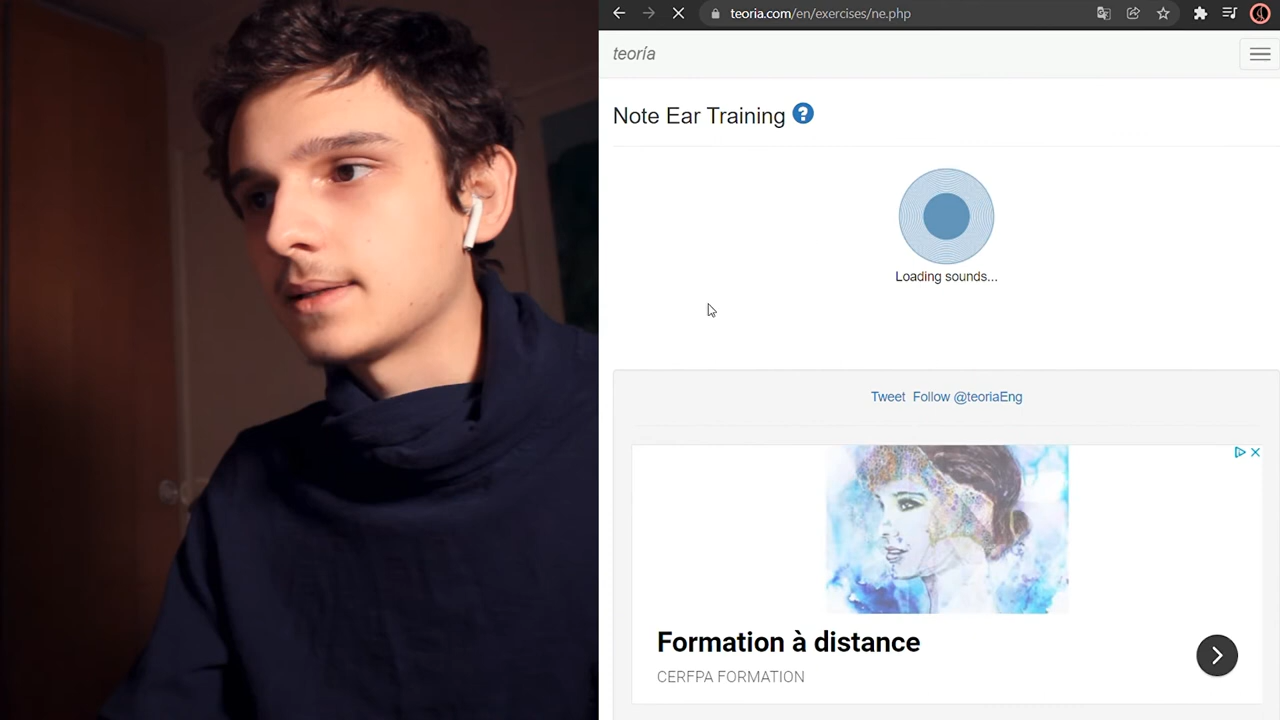 teoria.com/en/exercises/ne.php
teoría
Note Ear Training ?
Loading sounds...
Tweet Follow @teoriaEng
Formation à distance
CERFPA FORMATION